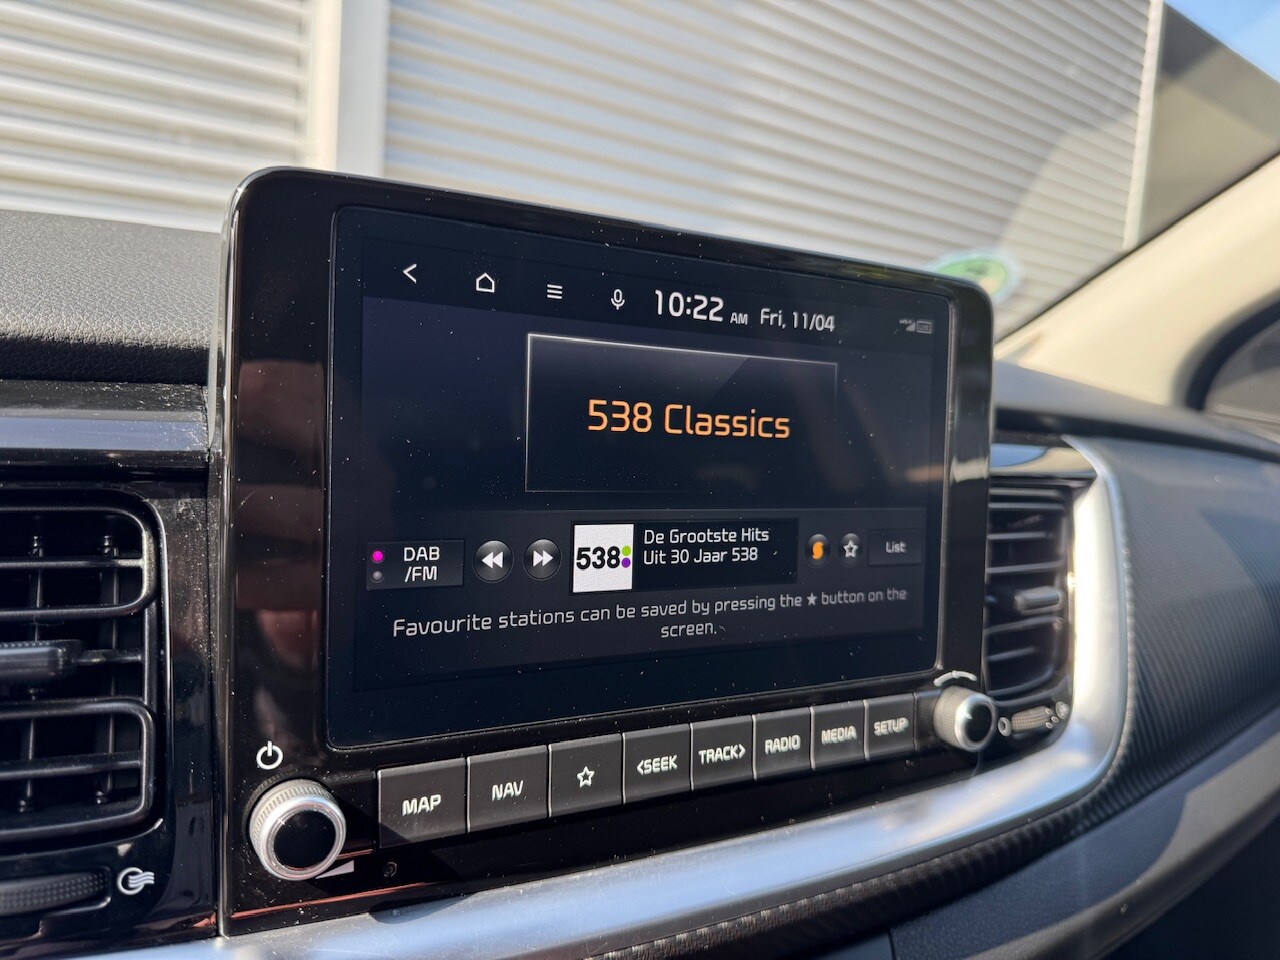 10:22 AM Fri, 11/04
538 Classics
DAB
/FM
538
De Grootste Hits
Uit 30 Jaar 538
List
Favourite stations can be saved by pressing the ★ button on the
screen.
MAP
NAV
<SEEK
TRACK>
RADIO
MEDIA
SETUP